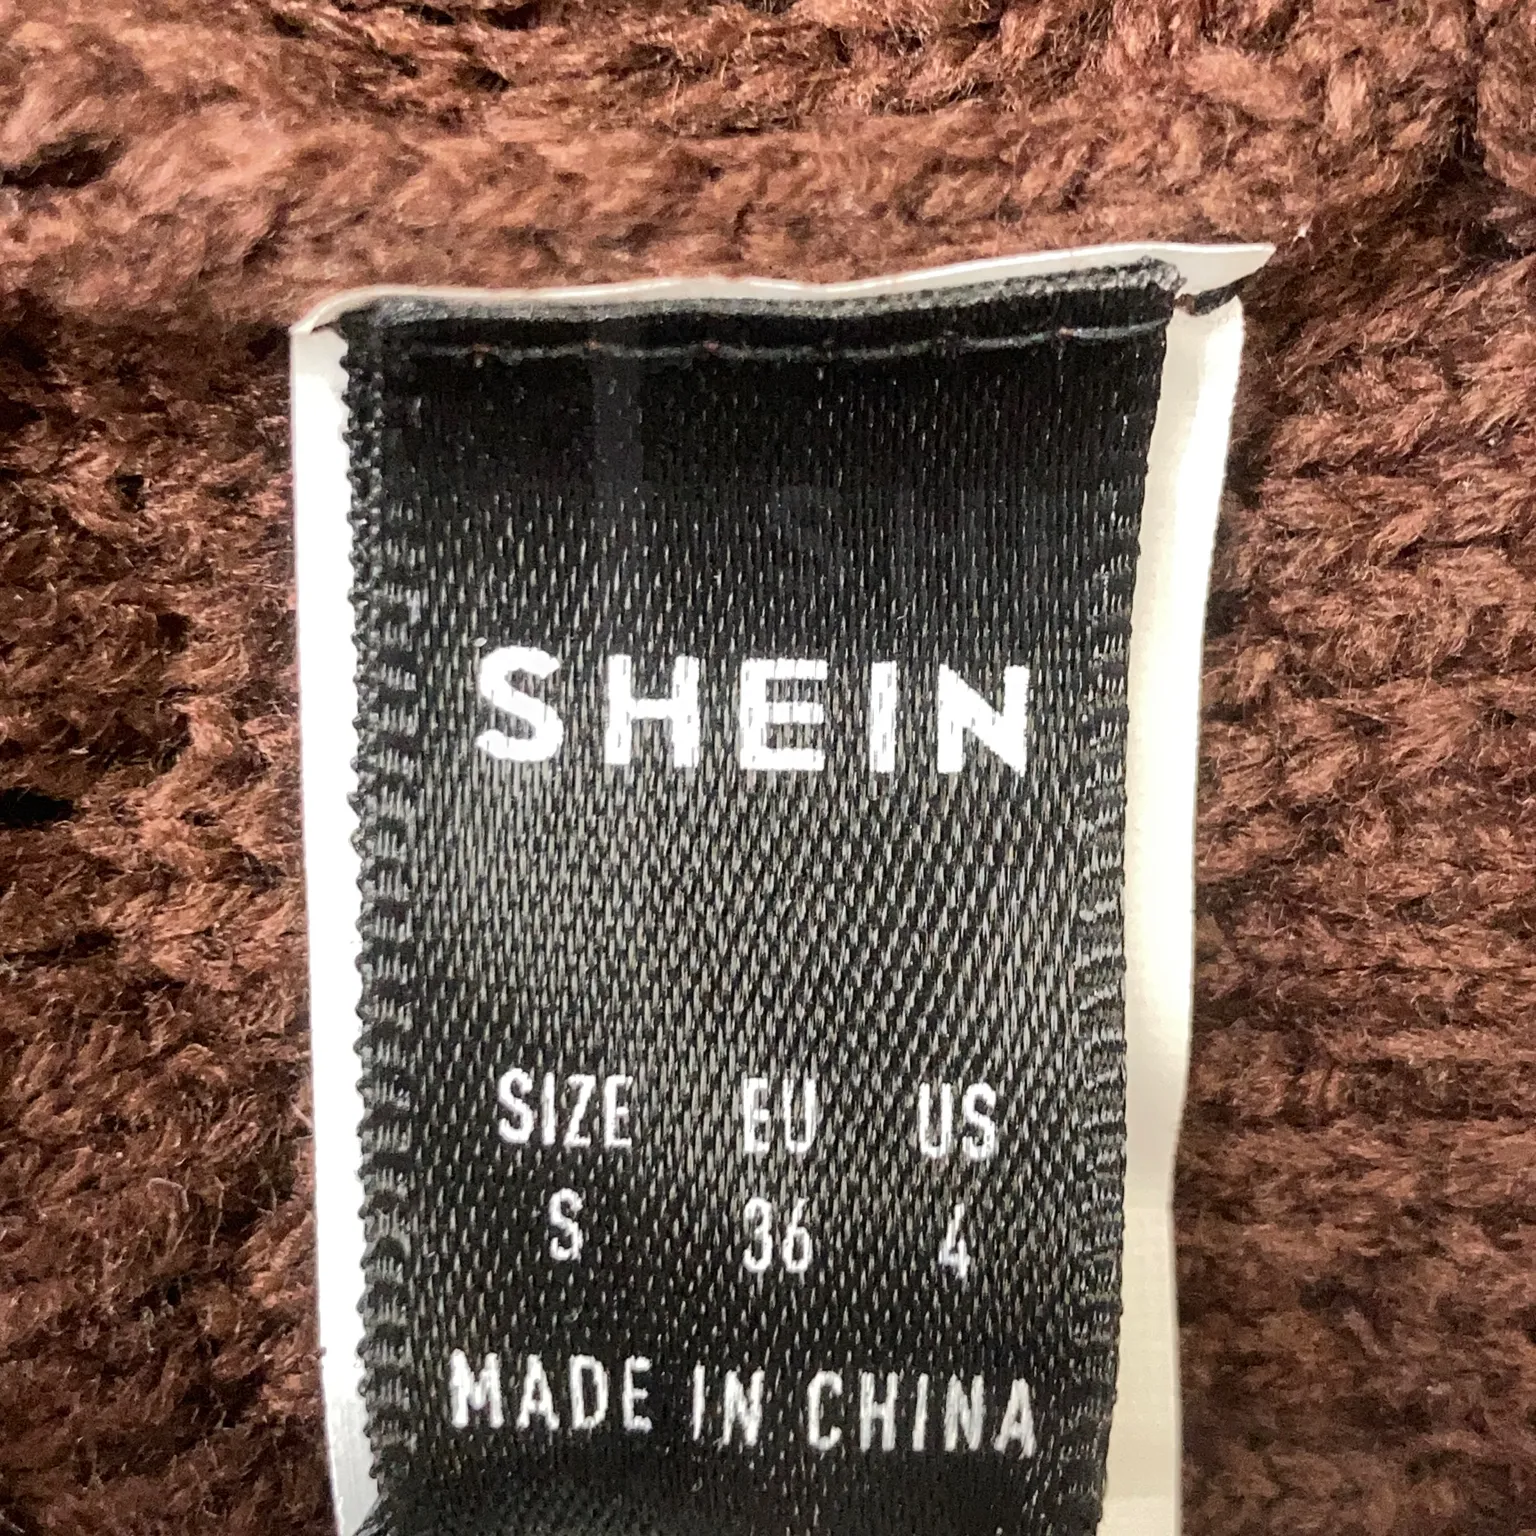 SHEIN
SIZE EU US
S 36 4
MADE IN CHINA